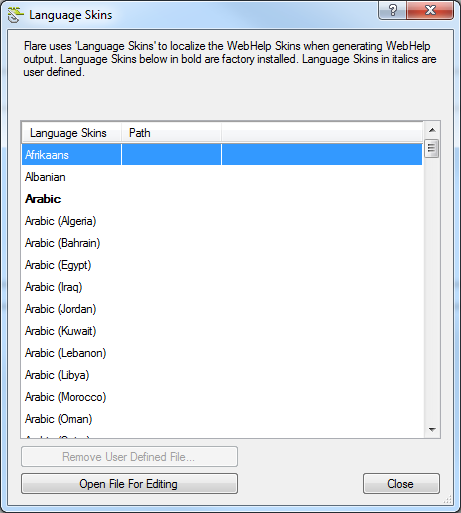 Language Skins
?
Flare uses 'Language Skins' to localize the WebHelp Skins when generating WebHelp
output. Language Skins below in bold are factory installed. Language Skins in italics are
user defined.
Language Skins Path
Afrikaans
Albanian
Arabic
Arabic (Algeria)
Arabic (Bahrain)
Arabic (Egypt)
Arabic (Iraq)
Arabic (Jordan)
Arabic (Kuwait)
Arabic (Lebanon)
Arabic (Libya)
Arabic (Morocco)
Arabic (Oman)
Remove User Defined File...
Open File For Editing Close